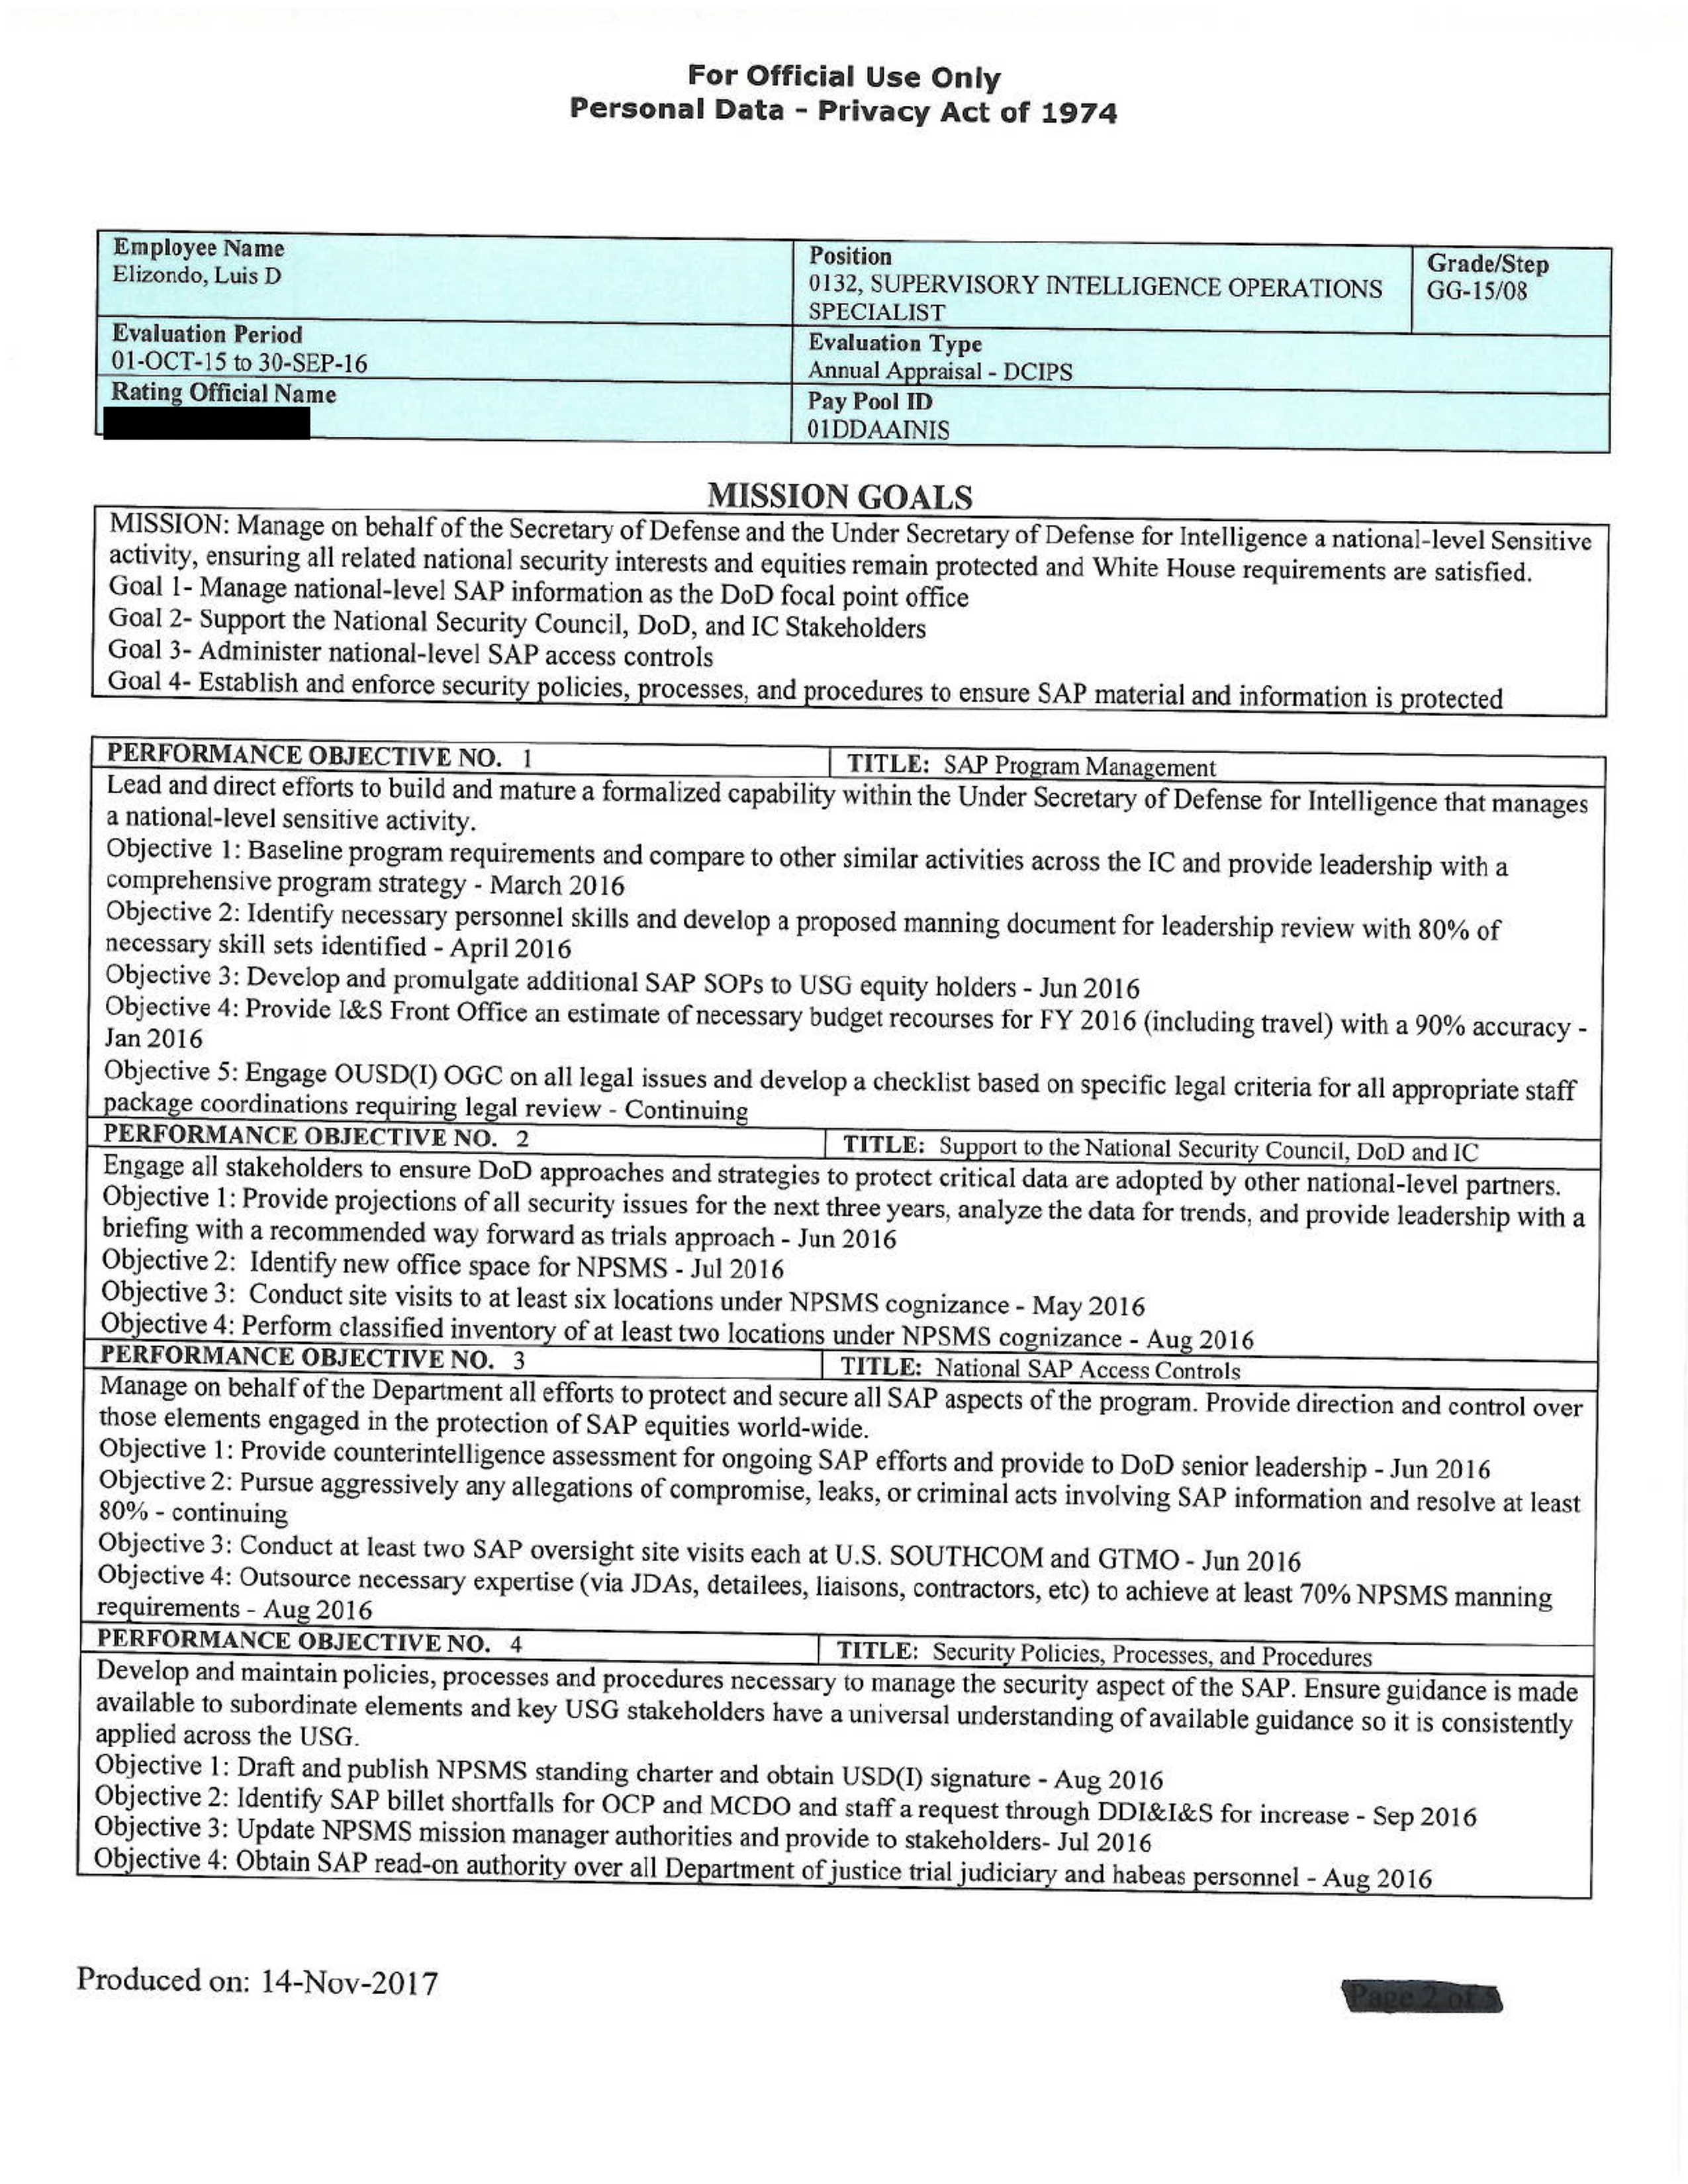 For Official Use Only
Personal Data - Privacy Act of 1974
Employee Name
Elizondo, Luis D
Position
0132, SUPERVISORY INTELLIGENCE OPERATIONS
SPECIALIST
Grade/Step
GG-15/08
Evaluation Period
01-OCT-15 to 30-SEP-16
Evaluation Type
Annual Appraisal - DCIPS
Rating Official Name
Pay Pool ID
01DDAAINIS
MISSION GOALS
MISSION: Manage on behalf of the Secretary of Defense and the Under Secretary of Defense for Intelligence a national-level Sensitive
activity, ensuring all related national security interests and equities remain protected and White House requirements are satisfied.
Goal 1- Manage national-level SAP information as the DoD focal point office
Goal 2- Support the National Security Council, DoD, and IC Stakeholders
Goal 3- Administer national-level SAP access controls
Goal 4- Establish and enforce security policies, processes, and procedures to ensure SAP material and information is protected
PERFORMANCE OBJECTIVE NO. 1 TITLE: SAP Program Management
Lead and direct efforts to build and mature a formalized capability within the Under Secretary of Defense for Intelligence that manages
a national-level sensitive activity.
Objective 1: Baseline program requirements and compare to other similar activities across the IC and provide leadership with a
comprehensive program strategy - March 2016
Objective 2: Identify necessary personnel skills and develop a proposed manning document for leadership review with 80% of
necessary skill sets identified - April 2016
Objective 3: Develop and promulgate additional SAP SOPs to USG equity holders - Jun 2016
Objective 4: Provide I&S Front Office an estimate of necessary budget recourses for FY 2016 (including travel) with a 90% accuracy -
Jan 2016
Objective 5: Engage OUSD(I) OGC on all legal issues and develop a checklist based on specific legal criteria for all appropriate staff
package coordinations requiring legal review - Continuing
PERFORMANCE OBJECTIVE NO. 2 TITLE: Support to the National Security Council, DoD and IC
Engage all stakeholders to ensure DoD approaches and strategies to protect critical data are adopted by other national-level partners.
Objective 1: Provide projections of all security issues for the next three years, analyze the data for trends, and provide leadership with a
briefing with a recommended way forward as trials approach - Jun 2016
Objective 2: Identify new office space for NPSMS - Jul 2016
Objective 3: Conduct site visits to at least six locations under NPSMS cognizance - May 2016
Objective 4: Perform classified inventory of at least two locations under NPSMS cognizance - Aug 2016
PERFORMANCE OBJECTIVE NO. 3 TITLE: National SAP Access Controls
Manage on behalf of the Department all efforts to protect and secure all SAP aspects of the program. Provide direction and control over
those elements engaged in the protection of SAP equities world-wide.
Objective 1: Provide counterintelligence assessment for ongoing SAP efforts and provide to DoD senior leadership - Jun 2016
Objective 2: Pursue aggressively any allegations of compromise, leaks, or criminal acts involving SAP information and resolve at least
80% - continuing
Objective 3: Conduct at least two SAP oversight site visits each at U.S. SOUTHCOM and GTMO - Jun 2016
Objective 4: Outsource necessary expertise (via JDAs, detailees, liaisons, contractors, etc) to achieve at least 70% NPSMS manning
requirements - Aug 2016
PERFORMANCE OBJECTIVE NO. 4 TITLE: Security Policies, Processes, and Procedures
Develop and maintain policies, processes and procedures necessary to manage the security aspect of the SAP. Ensure guidance is made
available to subordinate elements and key USG stakeholders have a universal understanding of available guidance so it is consistently
applied across the USG.
Objective 1: Draft and publish NPSMS standing charter and obtain USD(I) signature - Aug 2016
Objective 2: Identify SAP billet shortfalls for OCP and MCDO and staff a request through DDI&I&S for increase - Sep 2016
Objective 3: Update NPSMS mission manager authorities and provide to stakeholders- Jul 2016
Objective 4: Obtain SAP read-on authority over all Department of justice trial judiciary and habeas personnel - Aug 2016
Produced on: 14-Nov-2017
Page 2 of 5